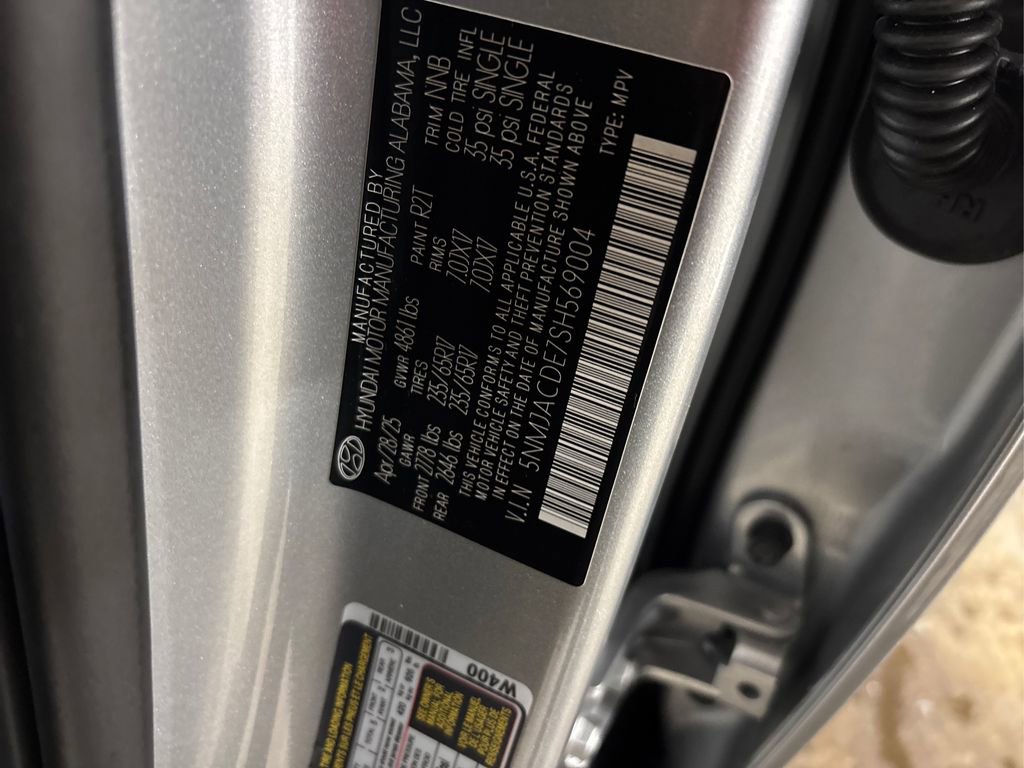 MANUFACTURED BY
HYUNDAI MOTOR MANUFACTURING ALABAMA, LLC
Apr/28/25 GVWR 4861 lbs PAINT R2T TRIM NNB
GAWR TIRES RIMS COLD TIRE INFL
FRONT 2778 lbs 235/65R17 7.0JX17 35 psi SINGLE
REAR 2646 lbs 235/65R17 7.0JX17 35 psi SINGLE
THIS VEHICLE CONFORMS TO ALL APPLICABLE U.S.A. FEDERAL
MOTOR VEHICLE SAFETY AND THEFT PREVENTION STANDARDS
IN EFFECT ON THE DATE OF MANUFACTURE SHOWN ABOVE
V.I.N 5NMJACDE7SH569004 TYPE: MPV
W400